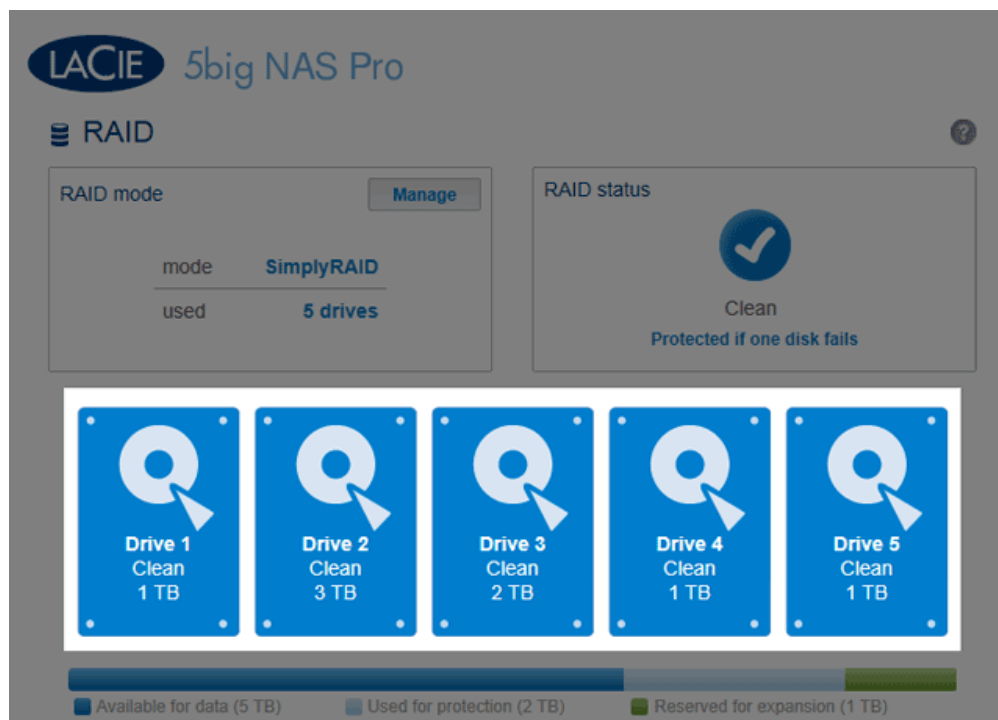 LACIE 5big NAS Pro
RAID
?
RAID mode
Manage
mode SimplyRAID
used 5 drives
RAID status
Clean
Protected if one disk fails
Drive 1
Clean
1 TB
Drive 2
Clean
3 TB
Drive 3
Clean
2 TB
Drive 4
Clean
1 TB
Drive 5
Clean
1 TB
Available for data (5 TB)
Used for protection (2 TB)
Reserved for expansion (1 TB)